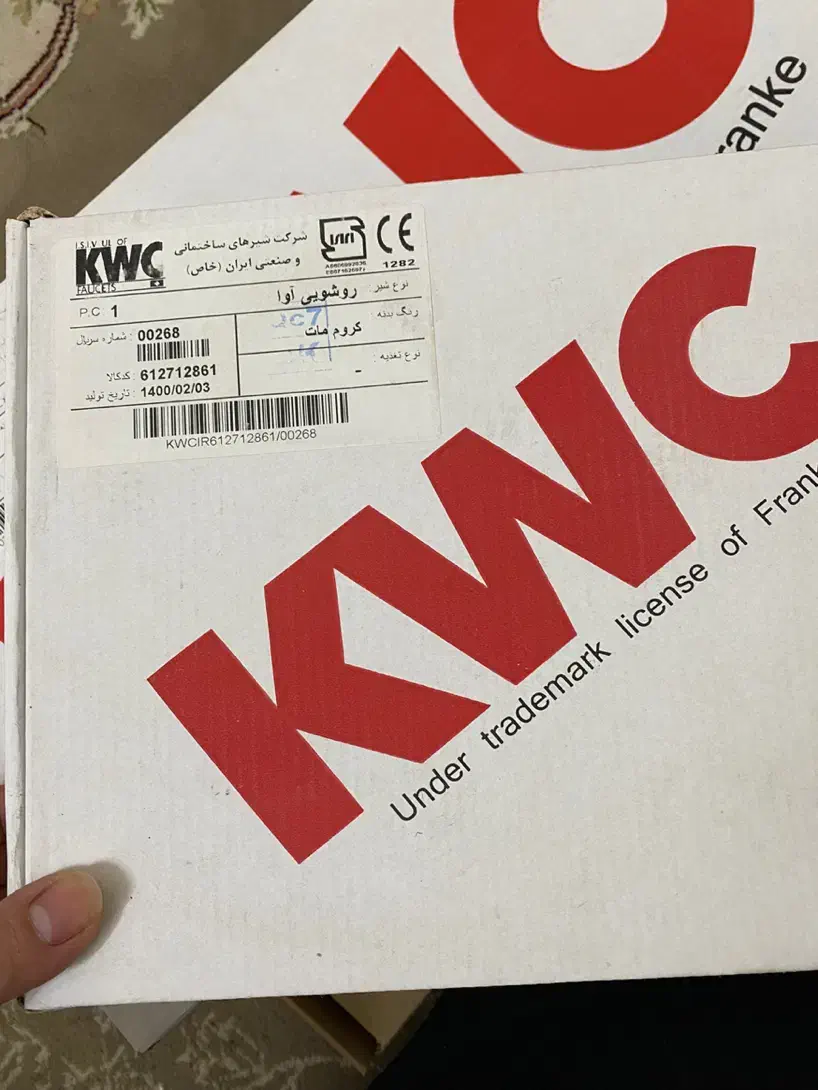 anke
I.S.I.V. UL OF
KWC
FAUCETS
شرکت شیرهای ساختمانی
و صنعتی ایران (خاص)
CE
1282
P.C 1
نوع شیر : روشویی آوا
شماره سریال : 00268
رنگ بدنه :
کروم مات
کدکالا : 612712861
نوع تغذیه :
-
تاریخ تولید : 1400/02/03
KWCIR612712861/00268
KWC
Under trademark license of Frank